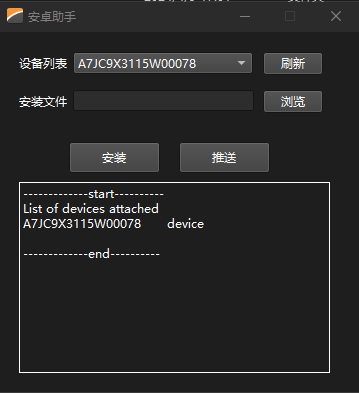 安卓助手
设备列表 A7JC9X3115W00078 刷新
安装文件 浏览
安装 推送
-------------start----------
List of devices attached
A7JC9X3115W00078 device
-------------end----------